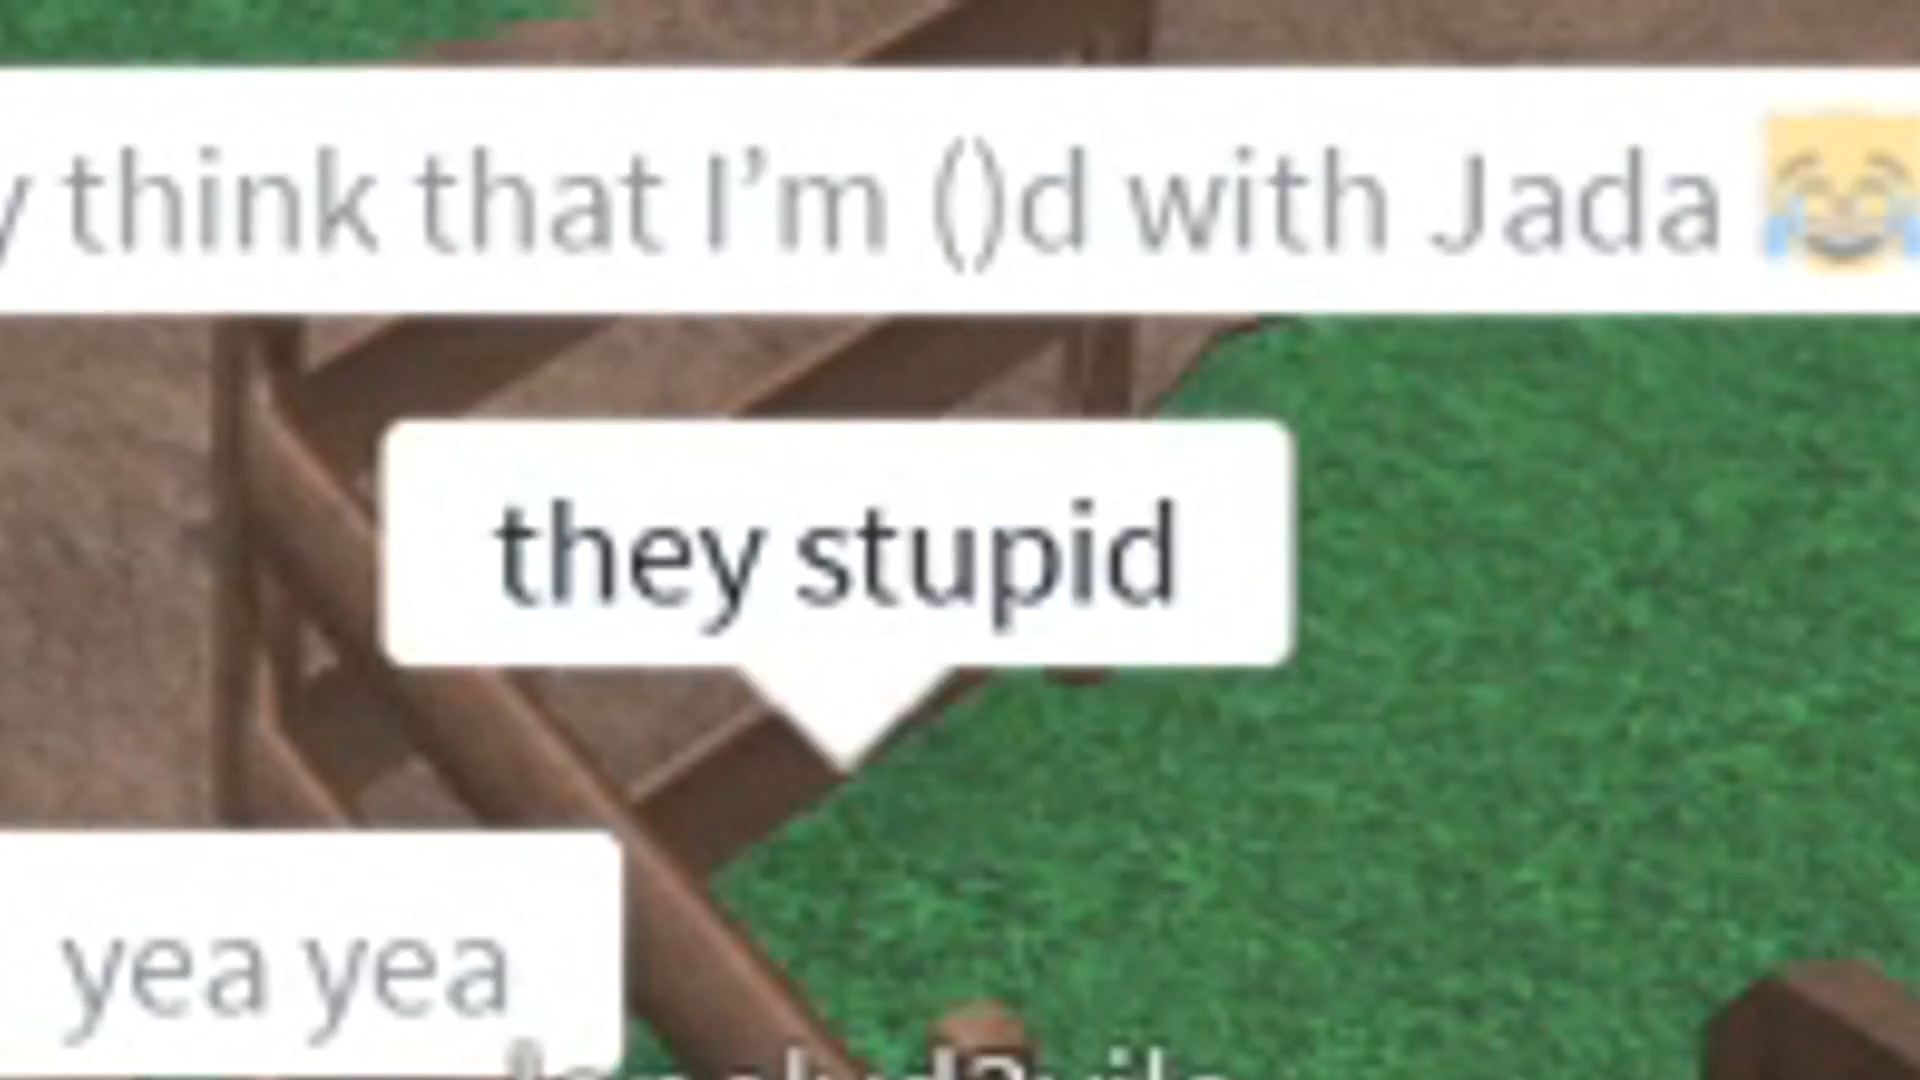 y think that I’m ()d with Jada 😹
they stupid
yea yea